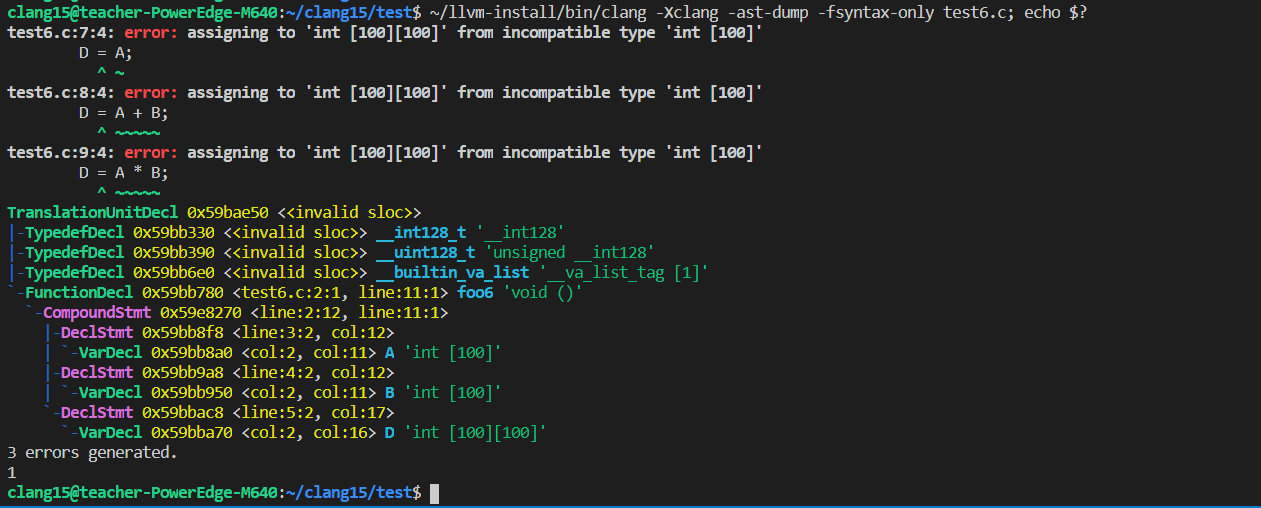 clang15@teacher-PowerEdge-M640:~/clang15/test$ ~/llvm-install/bin/clang -Xclang -ast-dump -fsyntax-only test6.c; echo $?
test6.c:7:4: error: assigning to 'int [100][100]' from incompatible type 'int [100]'
        D = A;
          ^ ~
test6.c:8:4: error: assigning to 'int [100][100]' from incompatible type 'int [100]'
        D = A + B;
          ^ ~~~~~
test6.c:9:4: error: assigning to 'int [100][100]' from incompatible type 'int [100]'
        D = A * B;
          ^ ~~~~~
TranslationUnitDecl 0x59bae50 <<invalid sloc>>
|-TypedefDecl 0x59bb330 <<invalid sloc>> __int128_t '__int128'
|-TypedefDecl 0x59bb390 <<invalid sloc>> __uint128_t 'unsigned __int128'
|-TypedefDecl 0x59bb6e0 <<invalid sloc>> __builtin_va_list '__va_list_tag [1]'
`-FunctionDecl 0x59bb780 <test6.c:2:1, line:11:1> foo6 'void ()'
  `-CompoundStmt 0x59e8270 <line:2:12, line:11:1>
    |-DeclStmt 0x59bb8f8 <line:3:2, col:12>
    | `-VarDecl 0x59bb8a0 <col:2, col:11> A 'int [100]'
    |-DeclStmt 0x59bb9a8 <line:4:2, col:12>
    | `-VarDecl 0x59bb950 <col:2, col:11> B 'int [100]'
    `-DeclStmt 0x59bbac8 <line:5:2, col:17>
      `-VarDecl 0x59bba70 <col:2, col:16> D 'int [100][100]'
3 errors generated.
1
clang15@teacher-PowerEdge-M640:~/clang15/test$